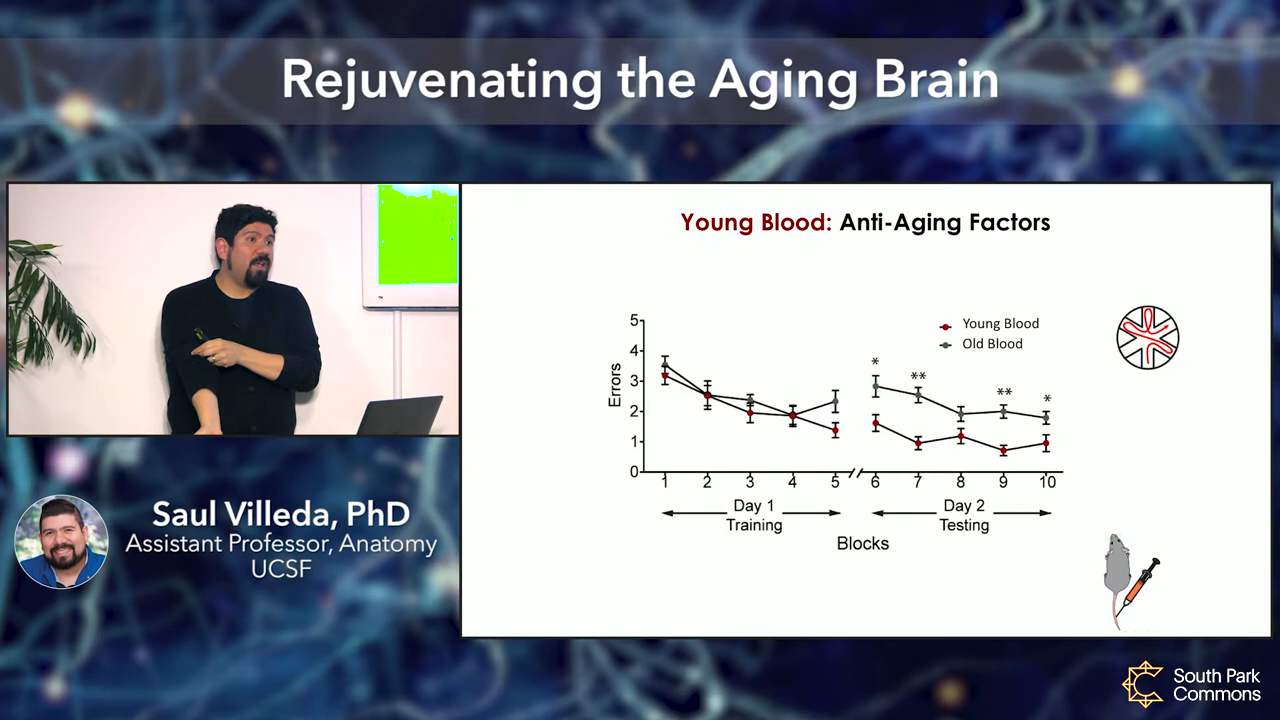 Rejuvenating the Aging Brain
Young Blood: Anti-Aging Factors
Young Blood
Old Blood
Errors
5
4
3
2
1
0
*
**
**
*
1 2 3 4 5 6 7 8 9 10
Day 1
Training
Day 2
Testing
Blocks
Saul Villeda, PhD
Assistant Professor, Anatomy
UCSF
South Park
Commons